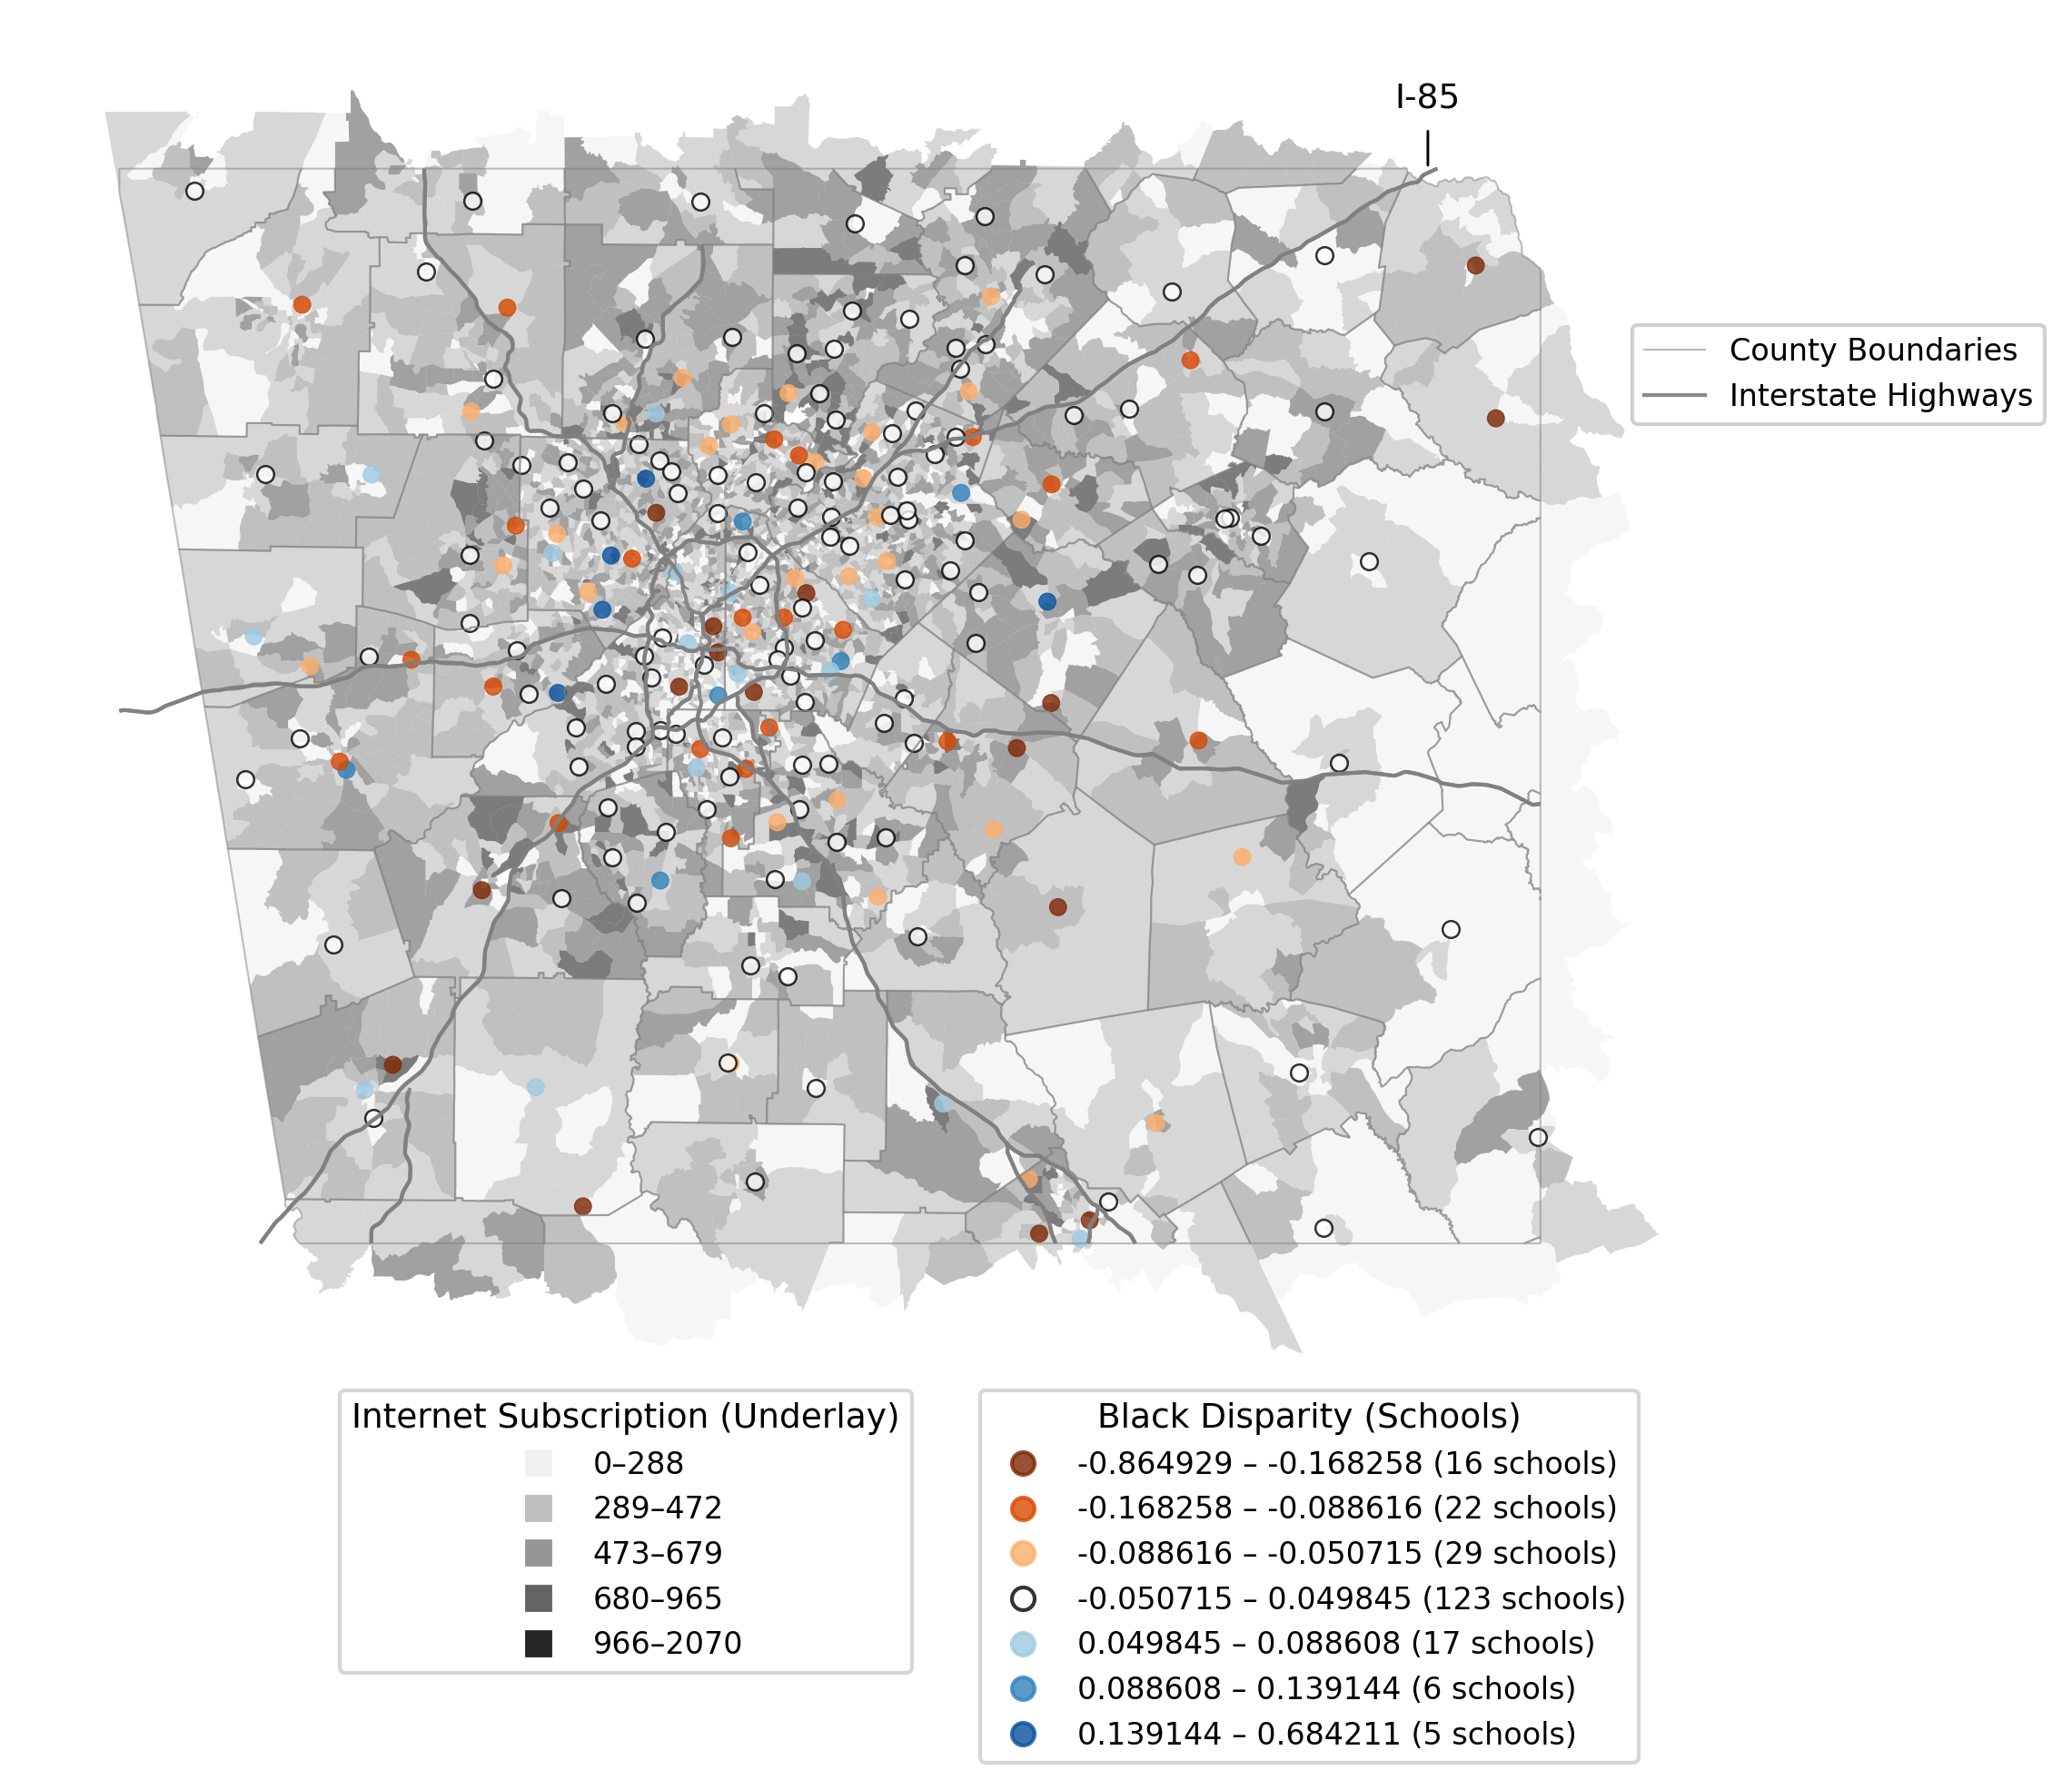 I-85
County Boundaries
Interstate Highways
Internet Subscription (Underlay)
0–288
289–472
473–679
680–965
966–2070
Black Disparity (Schools)
-0.864929 – -0.168258 (16 schools)
-0.168258 – -0.088616 (22 schools)
-0.088616 – -0.050715 (29 schools)
-0.050715 – 0.049845 (123 schools)
0.049845 – 0.088608 (17 schools)
0.088608 – 0.139144 (6 schools)
0.139144 – 0.684211 (5 schools)